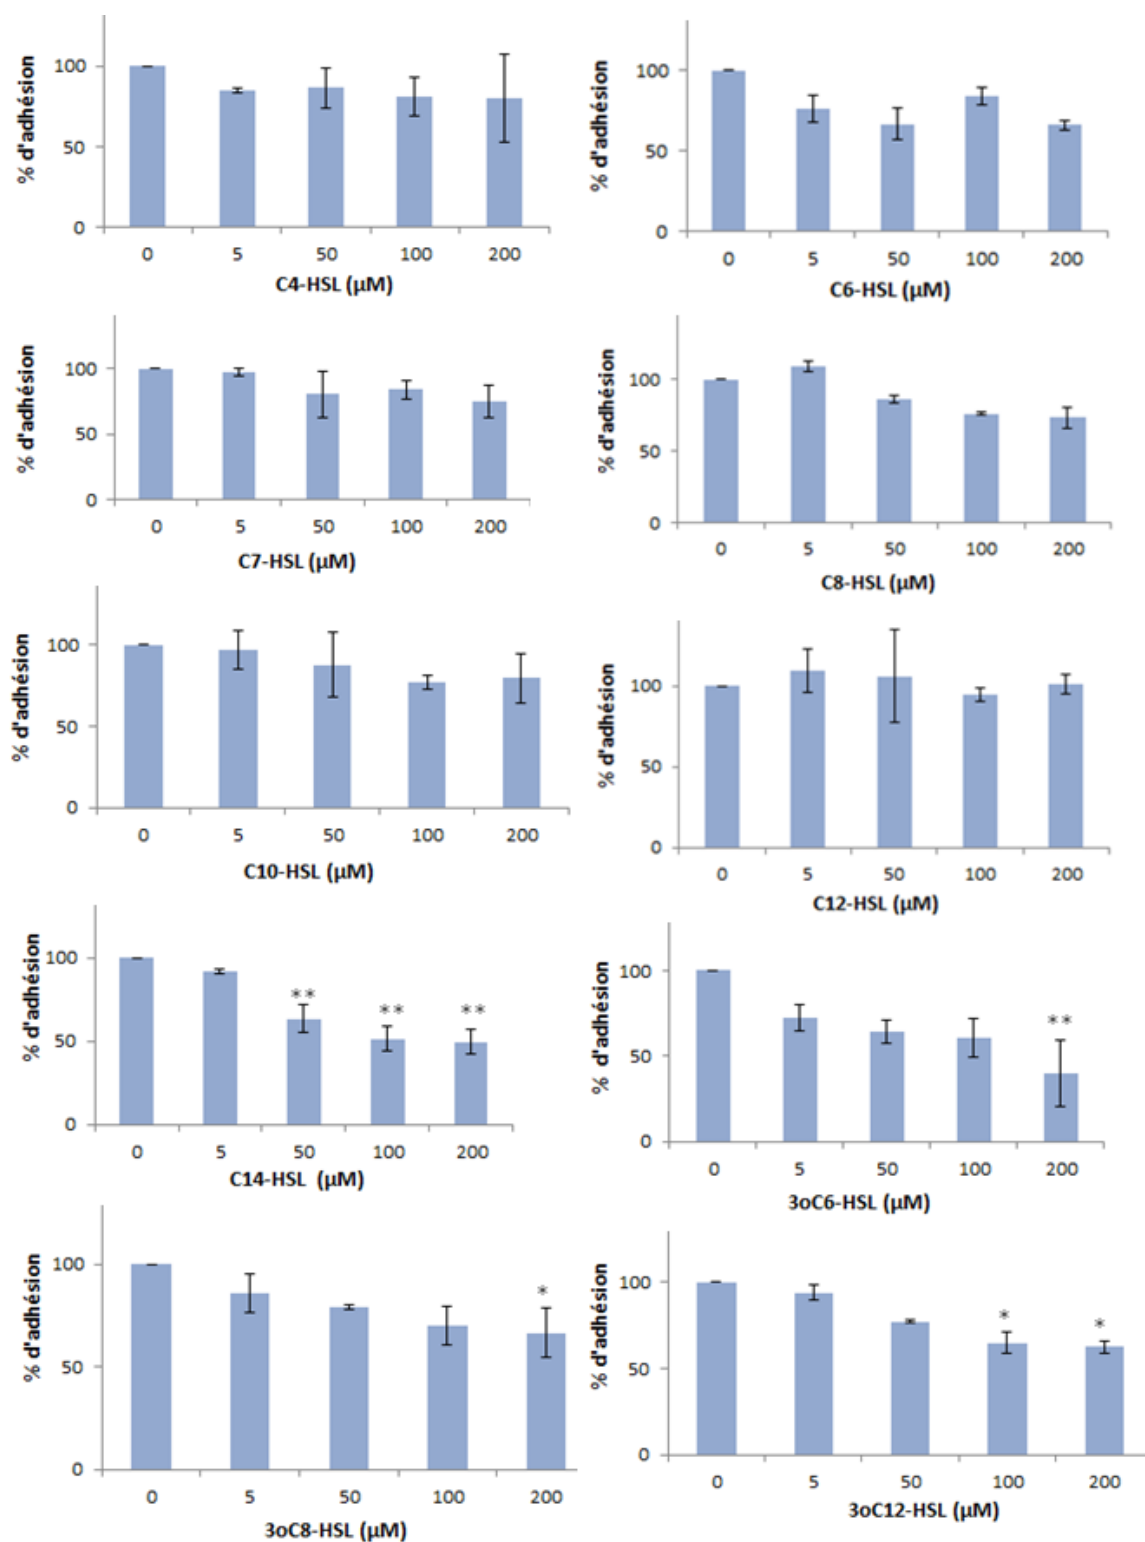 % d'adhésion
100
50
0
0 5 50 100 200
C4-HSL (µM)
% d'adhésion
100
50
0
0 5 50 100 200
C6-HSL (µM)
% d'adhésion
100
50
0
0 5 50 100 200
C7-HSL (µM)
% d'adhésion
100
50
0
0 5 50 100 200
C8-HSL (µM)
% d'adhésion
100
50
0
0 5 50 100 200
C10-HSL (µM)
% d'adhésion
100
50
0
0 5 50 100 200
C12-HSL (µM)
% d'adhésion
100
50
0
** ** **
0 5 50 100 200
C14-HSL (µM)
% d'adhésion
100
50
0
**
0 5 50 100 200
3oC6-HSL (µM)
% d'adhésion
100
50
0
*
0 5 50 100 200
3oC8-HSL (µM)
% d'adhésion
100
50
0
* *
0 5 50 100 200
3oC12-HSL (µM)